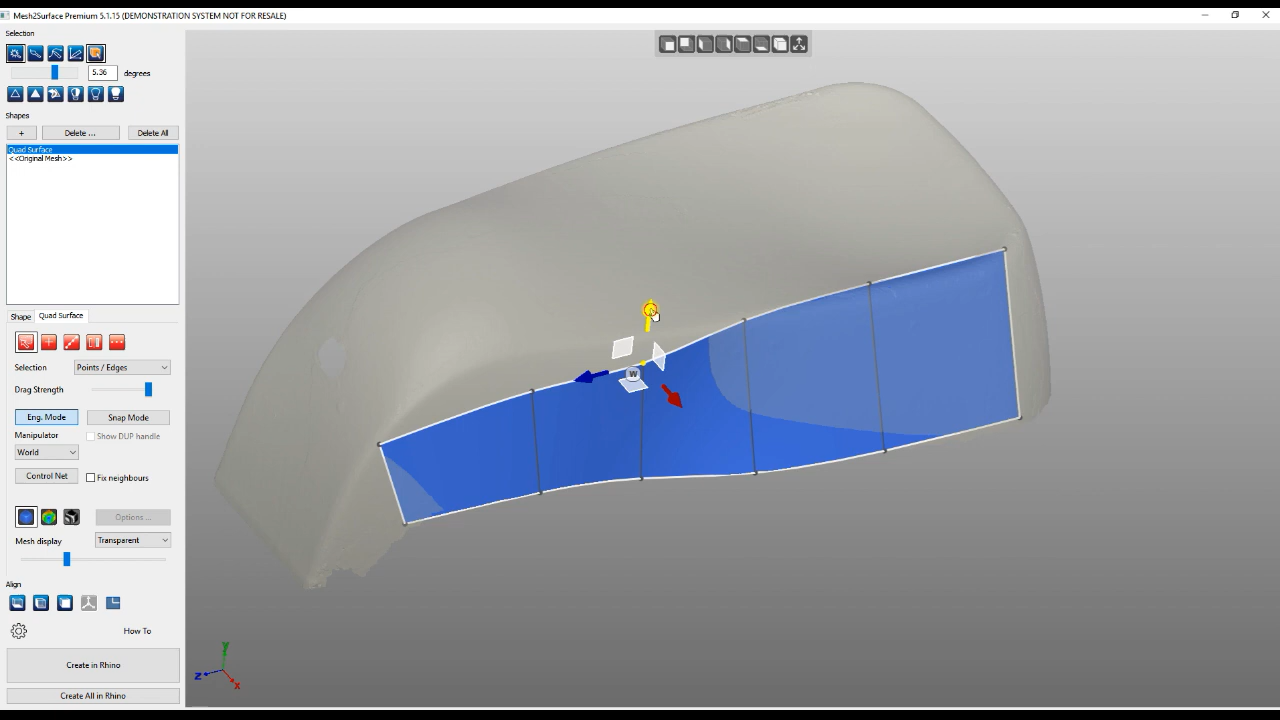 Mesh2Surface Premium 5.1.15 (DEMONSTRATION SYSTEM NOT FOR RESALE)
Selection
5.36 degrees
Shapes
+ Delete ... Delete All
Quad Surface
<<Original Mesh>>
Shape Quad Surface
Selection Points / Edges
Drag Strength
Eng. Mode Snap Mode
Manipulator Show DUP handle
World
Control Net Fix neighbours
Options ...
Mesh display Transparent
Align
How To
Create in Rhino
Create All in Rhino
W
y
z
x